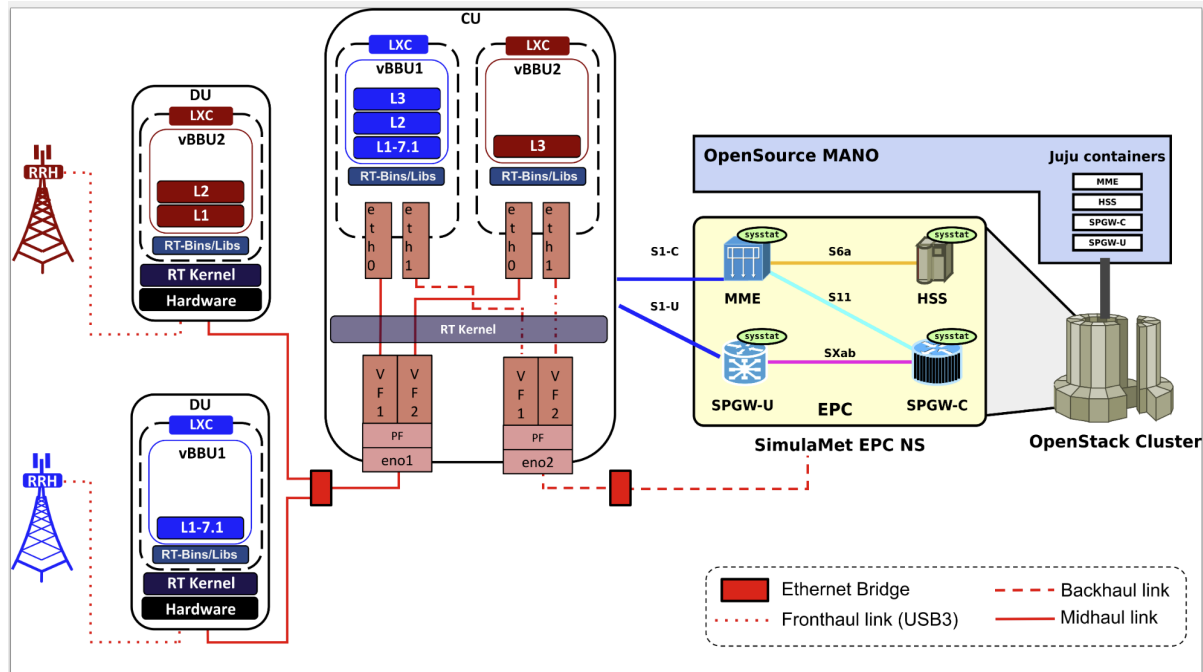 CU
LXC
vBBU1
L3
L2
L1-7.1
RT-Bins/Libs
eth0
eth1
LXC
vBBU2
L3
RT-Bins/Libs
eth0
eth1
RT Kernel
VF1
VF2
PF
eno1
VF1
VF2
PF
eno2
DU
LXC
vBBU2
L2
L1
RT-Bins/Libs
RT Kernel
Hardware
RRH
DU
LXC
vBBU1
L1-7.1
RT-Bins/Libs
RT Kernel
Hardware
RRH
OpenSource MANO
Juju containers
MME
HSS
SPGW-C
SPGW-U
S1-C
S1-U
sysstat
MME
S6a
sysstat
HSS
S11
sysstat
SPGW-U
SXab
sysstat
SPGW-C
EPC
SimulaMet EPC NS
OpenStack Cluster
Ethernet Bridge
Fronthaul link (USB3)
Backhaul link
Midhaul link